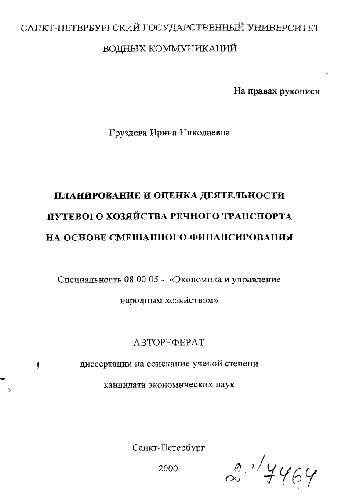 САНКТ-ПЕТЕРБУРГСКИЙ ГОСУДАРСТВЕННЫЙ УНИВЕРСИТЕТ
ВОДНЫХ КОММУНИКАЦИЙ
На правах рукописи
Груздева Ирина Николаевна
ПЛАНИРОВАНИЕ И ОЦЕНКА ДЕЯТЕЛЬНОСТИ
ПУТЕВОГО ХОЗЯЙСТВА РЕЧНОГО ТРАНСПОРТА
НА ОСНОВЕ СМЕШАННОГО ФИНАНСИРОВАНИЯ
Специальность 08.00.05 - «Экономика и управление
народным хозяйством»
АВТОРЕФЕРАТ
диссертации на соискание ученой степени
кандидата экономических наук
Санкт-Петербург
2000
7464